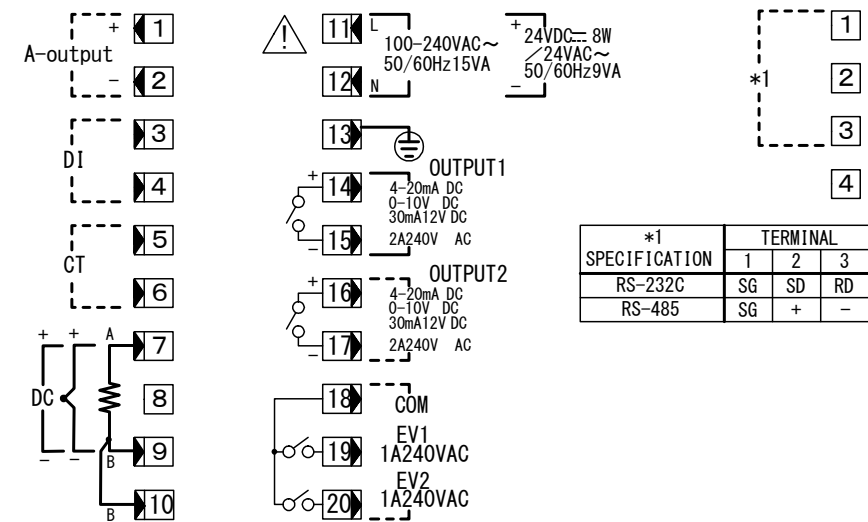 A-output
+ 1
− 2
DI
3
4
CT
5
6
DC
+ + A 7
8
− − B 9
B 10
11 L
12 N
100-240VAC~
50/60Hz15VA
+
−
24VDC⎓ 8W
/24VAC~
50/60Hz9VA
13
OUTPUT1
+ 14
− 15
4-20mA DC
0-10V DC
30mA12V DC
2A240V AC
OUTPUT2
+ 16
− 17
4-20mA DC
0-10V DC
30mA12V DC
2A240V AC
18 COM
19 EV1
1A240VAC
20 EV2
1A240VAC
*1
1
2
3
4
*1 SPECIFICATION TERMINAL
1 2 3
RS-232C SG SD RD
RS-485 SG + −